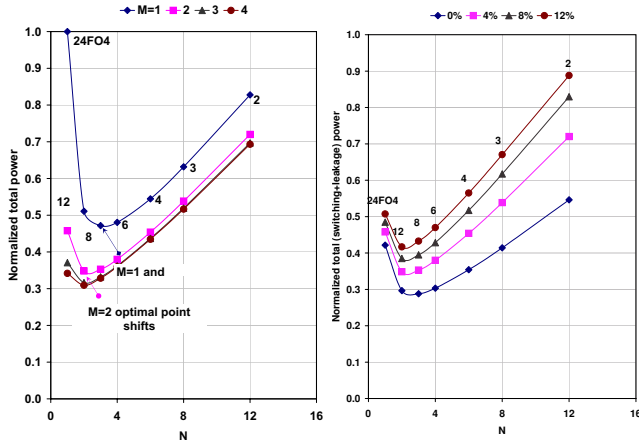 M=1 2 3 4
Normalized total power
1.0
0.9
0.8
0.7
0.6
0.5
0.4
0.3
0.2
0.1
0.0
24FO4
12
8
6
4
3
2
M=1 and
M=2 optimal point
shifts
0 4 8 12 16
N
0% 4% 8% 12%
Normalized total (switching+leakage) power
1.0
0.9
0.8
0.7
0.6
0.5
0.4
0.3
0.2
0.1
0.0
24FO4
12
8
6
4
3
2
0 4 8 12 16
N